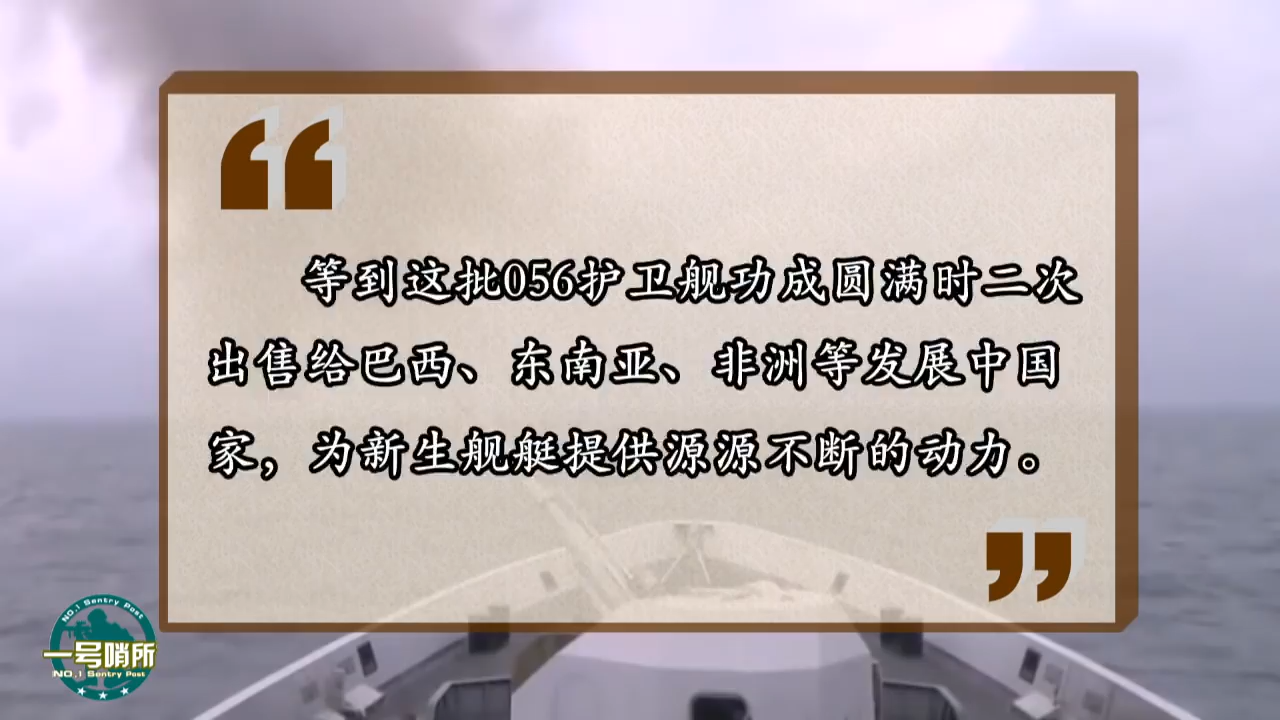 等到这批056护卫舰功成圆满时二次
出售给巴西、东南亚、非洲等发展中国
家，为新生舰艇提供源源不断的动力。
NO.1 Sentry Post
一号哨所
NO.1 Sentry Post